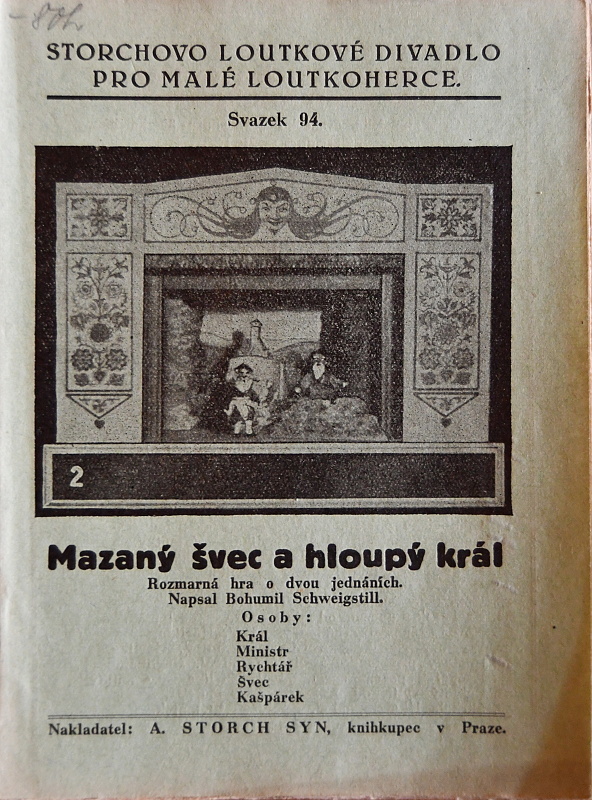 -80h
STORCHOVO LOUTKOVÉ DIVADLO
PRO MALÉ LOUTKOHERCE.
Svazek 94.
2
Mazaný švec a hloupý král
Rozmarná hra o dvou jednáních.
Napsal Bohumil Schweigstill.
Osoby:
Král
Ministr
Rychtář
Švec
Kašpárek
Nakladatel: A. STORCH SYN, knihkupec v Praze.